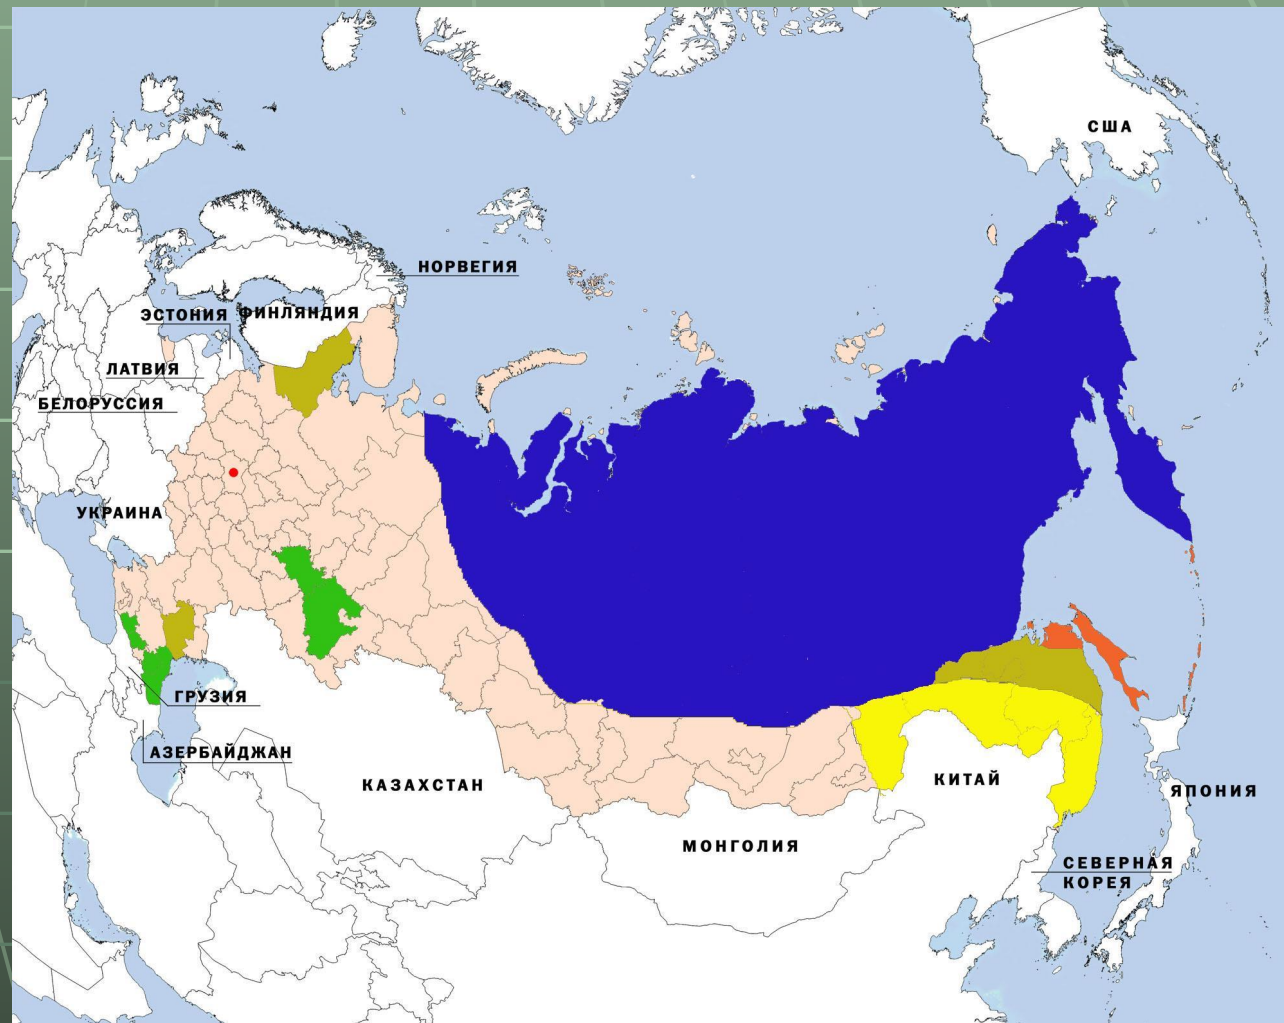 США
НОРВЕГИЯ
ЭСТОНИЯ
ФИНЛЯНДИЯ
ЛАТВИЯ
БЕЛОРУССИЯ
УКРАИНА
ГРУЗИЯ
АЗЕРБАЙДЖАН
КАЗАХСТАН
КИТАЙ
ЯПОНИЯ
МОНГОЛИЯ
СЕВЕРНАЯ
КОРЕЯ